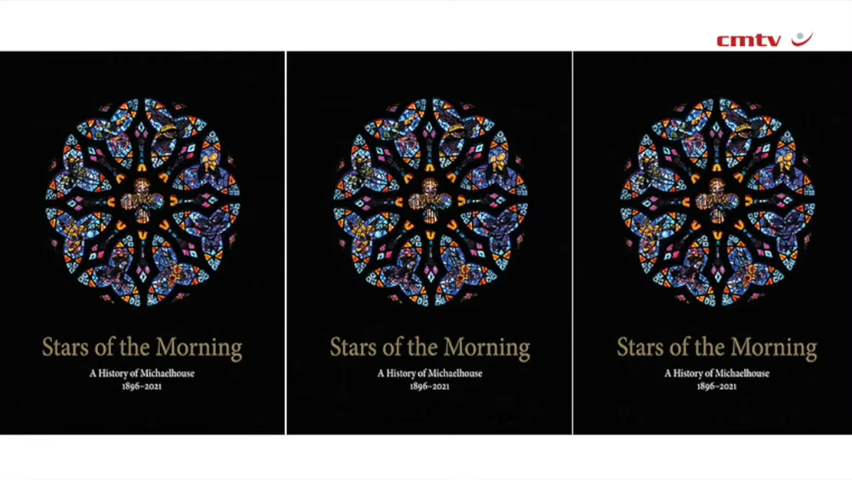 cmtv
Stars of the Morning
A History of Michaelhouse
1896–2021
Stars of the Morning
A History of Michaelhouse
1896–2021
Stars of the Morning
A History of Michaelhouse
1896–2021